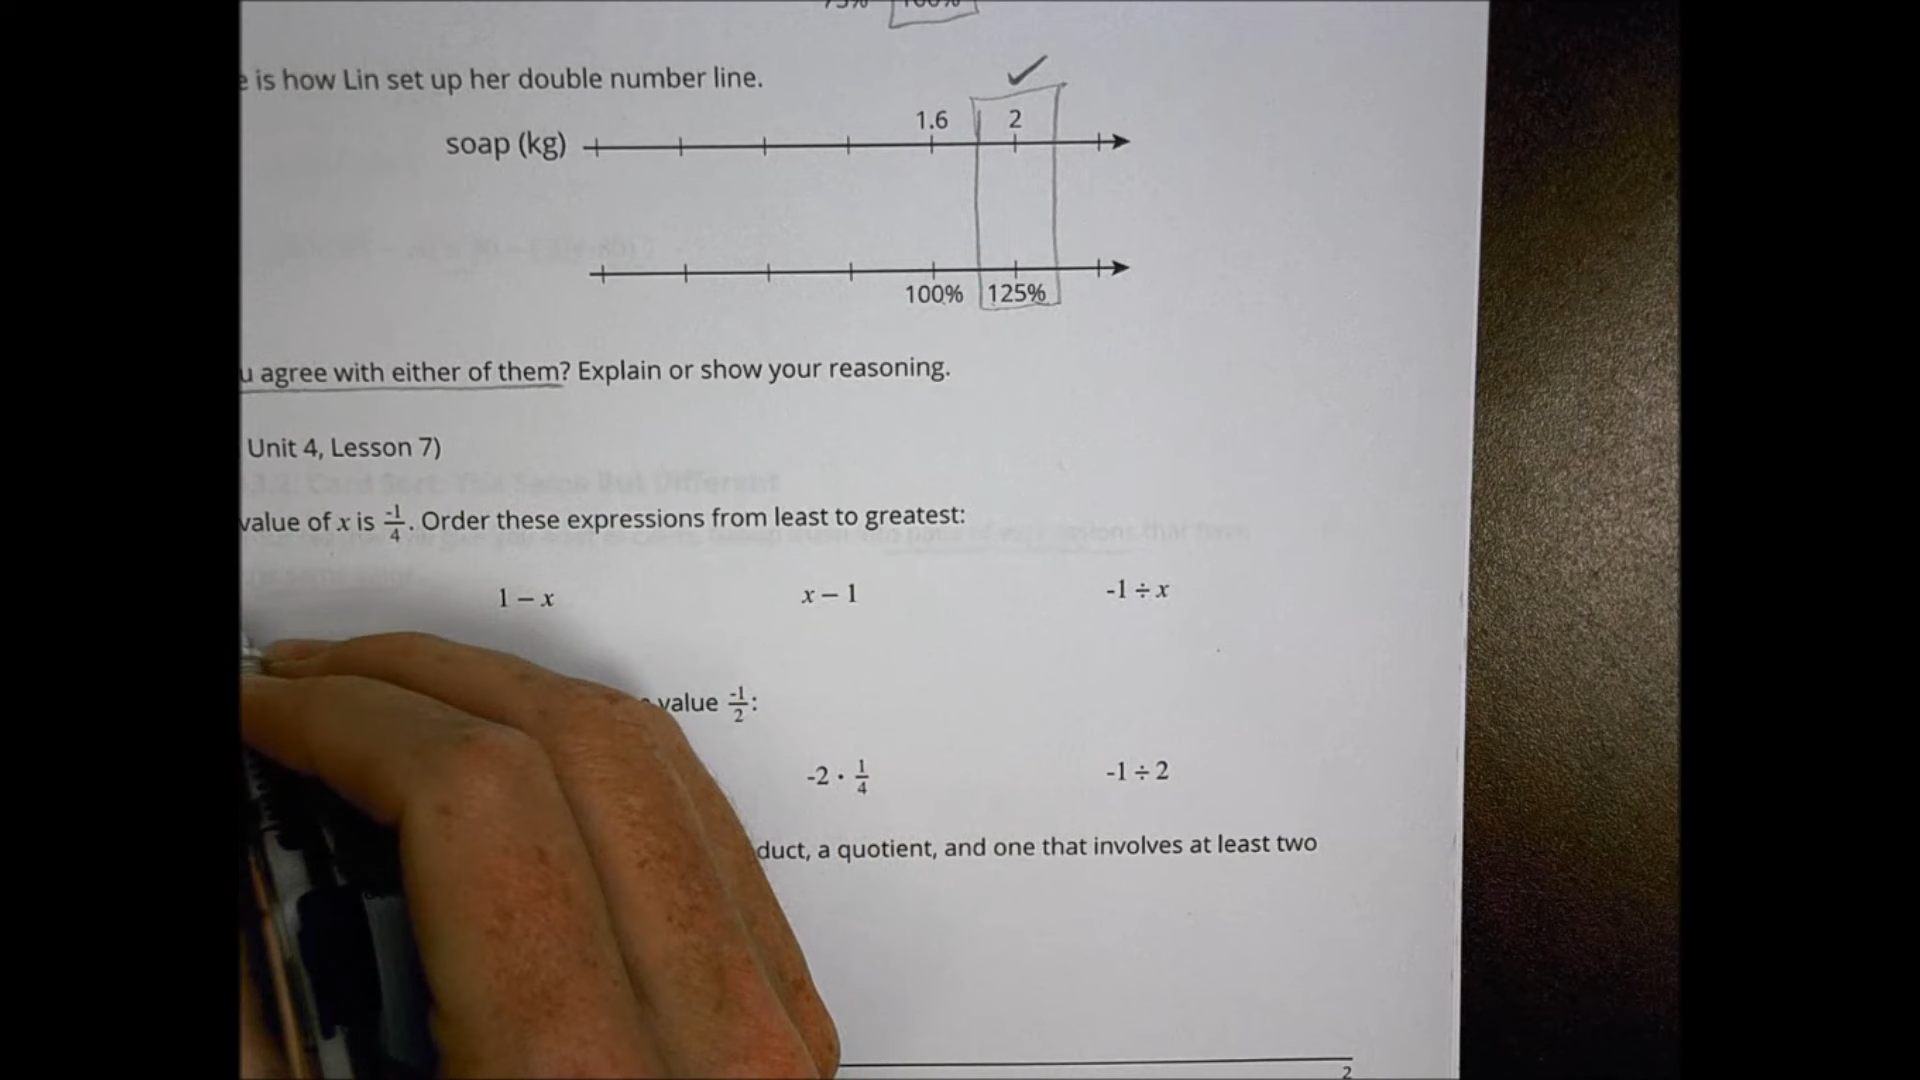 100%
is how Lin set up her double number line.
1.6 2
soap (kg)
100% 125%
agree with either of them? Explain or show your reasoning.
Unit 4, Lesson 7)
value of x is -1/4. Order these expressions from least to greatest:
1 − x x − 1 -1 ÷ x
value -1/2:
-2 · 1/4 -1 ÷ 2
duct, a quotient, and one that involves at least two
2